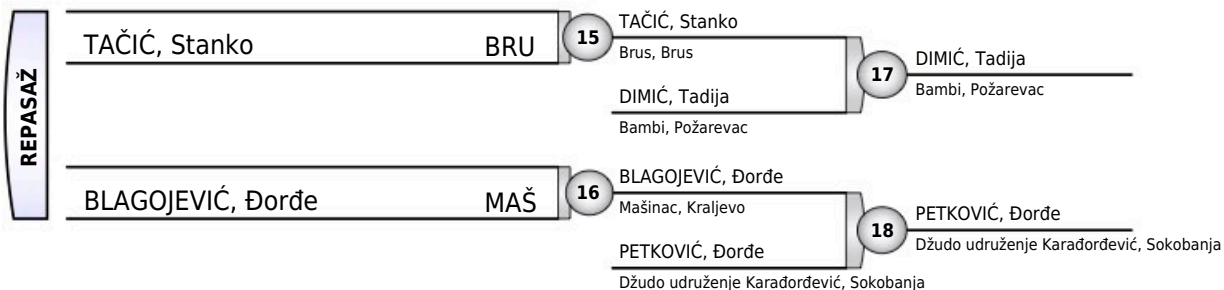 REPASAŽ
TAČIĆ, Stanko BRU
15
TAČIĆ, Stanko
Brus, Brus
DIMIĆ, Tadija
Bambi, Požarevac
17
DIMIĆ, Tadija
Bambi, Požarevac
BLAGOJEVIĆ, Đorđe MAŠ
16
BLAGOJEVIĆ, Đorđe
Mašinac, Kraljevo
PETKOVIĆ, Đorđe
Džudo udruženje Karađorđević, Sokobanja
18
PETKOVIĆ, Đorđe
Džudo udruženje Karađorđević, Sokobanja